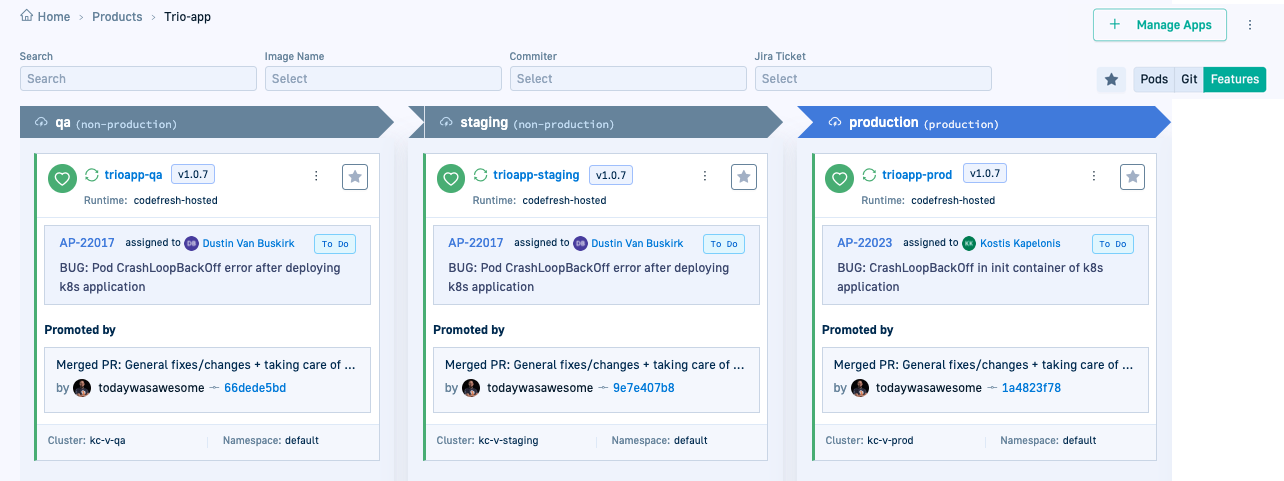 Home › Products › Trio-app
+ Manage Apps
Search
Image Name
Commiter
Jira Ticket
Search
Select
Select
Select
Pods
Git
Features
qa (non-production)
trioapp-qa v1.0.7
Runtime: codefresh-hosted
AP-22017 assigned to DB Dustin Van Buskirk To Do
BUG: Pod CrashLoopBackOff error after deploying
k8s application
Promoted by
Merged PR: General fixes/changes + taking care of ...
by todaywasawesome 66dede5bd
Cluster: kc-v-qa
Namespace: default
staging (non-production)
trioapp-staging v1.0.7
Runtime: codefresh-hosted
AP-22017 assigned to DB Dustin Van Buskirk To Do
BUG: Pod CrashLoopBackOff error after deploying
k8s application
Promoted by
Merged PR: General fixes/changes + taking care of ...
by todaywasawesome 9e7e407b8
Cluster: kc-v-staging
Namespace: default
production (production)
trioapp-prod v1.0.7
Runtime: codefresh-hosted
AP-22023 assigned to KK Kostis Kapelonis To Do
BUG: CrashLoopBackOff in init container of k8s
application
Promoted by
Merged PR: General fixes/changes + taking care of ...
by todaywasawesome 1a4823f78
Cluster: kc-v-prod
Namespace: default